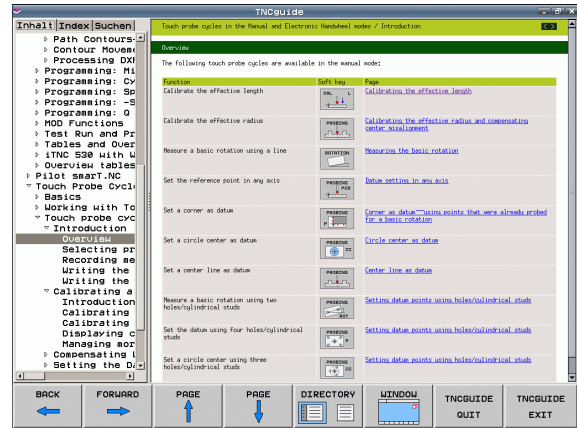 TNCguide
Inhalt Index Suchen
Touch probe cycles in the Manual and Electronic Handwheel modes / Introduction
Path Contours-
Contour Moveme
Processing DXF
Programming: Mi
Programming: Cy
Programming: Sp
Programming: -S
Programming: Q
MOD Functions
Test Run and Pr
Tables and Over
iTNC 530 with W
Overview tables
Pilot smarT.NC
Touch Probe Cycl
Basics
Working with To
Touch probe cyc
Introduction
Overview
Selecting pr
Recording me
Writing the
Writing the
Calibrating a
Introduction
Calibrating
Calibrating
Displaying c
Managing mor
Compensating
Setting the Da
Overview
The following touch probe cycles are available in the manual mode:
Function Soft key Page
Calibrate the effective length CAL L Calibrating the effective length
Calibrate the effective radius PROBING Calibrating the effective radius and compensating
center misalignment
Measure a basic rotation using a line ROTATION Measuring the basic rotation
Set the reference point in any axis PROBING POS Datum setting in any axis
Set a corner as datum PROBING P Corner as datum—using points that were already probed
for a basic rotation
Set a circle center as datum PROBING CC Circle center as datum
Set a center line as datum PROBING Center line as datum
Measure a basic rotation using two
holes/cylindrical studs PROBING ROT Setting datum points using holes/cylindrical studs
Set the datum using four holes/cylindrical
studs PROBING P Setting datum points using holes/cylindrical studs
Set a circle center using three
holes/cylindrical studs PROBING CC Setting datum points using holes/cylindrical studs
BACK FORWARD PAGE PAGE DIRECTORY WINDOW TNCGUIDE QUIT TNCGUIDE EXIT